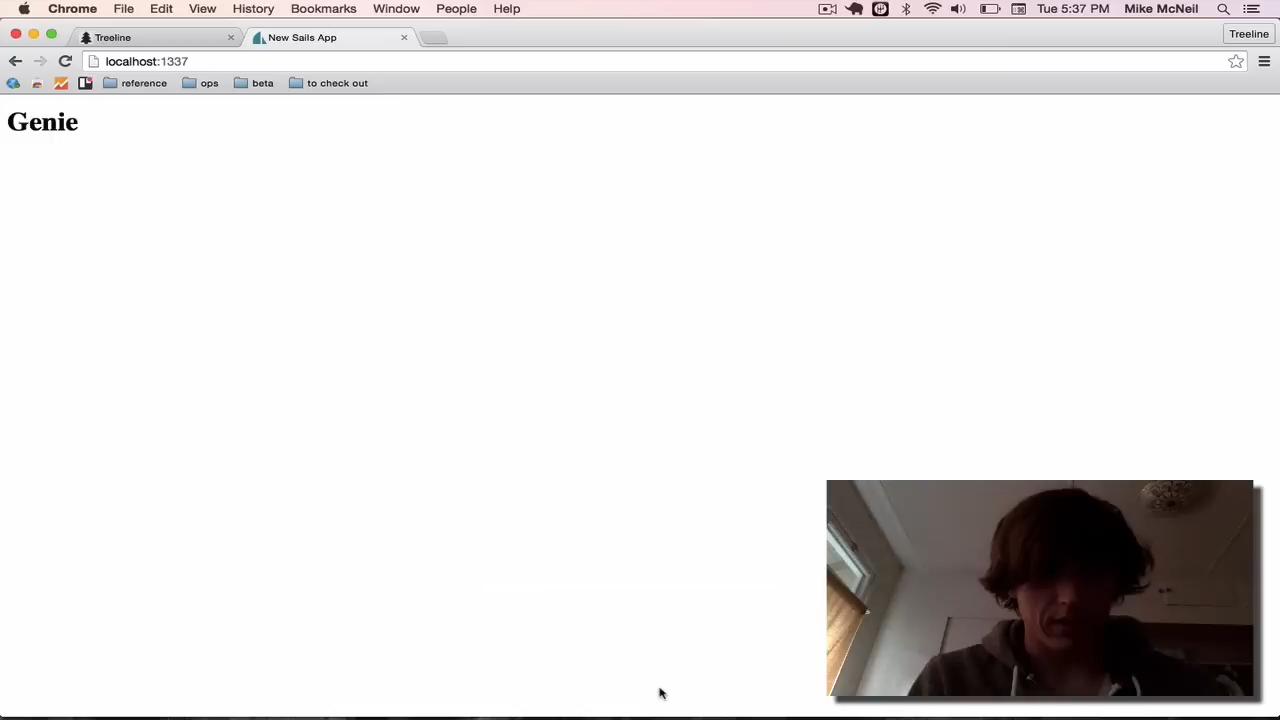 Chrome File Edit View History Bookmarks Window People Help Tue 5:37 PM Mike McNeil
Treeline New Sails App Treeline
localhost:1337
reference ops beta to check out
Genie